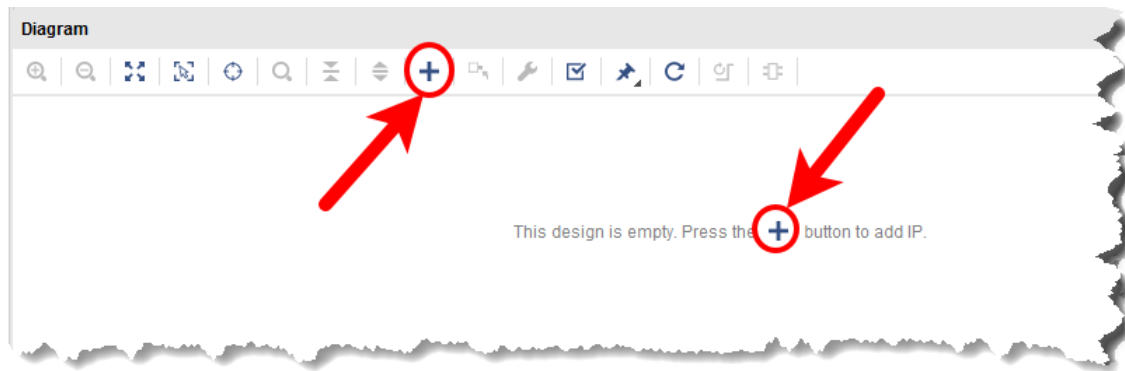 Diagram
This design is empty. Press the + button to add IP.